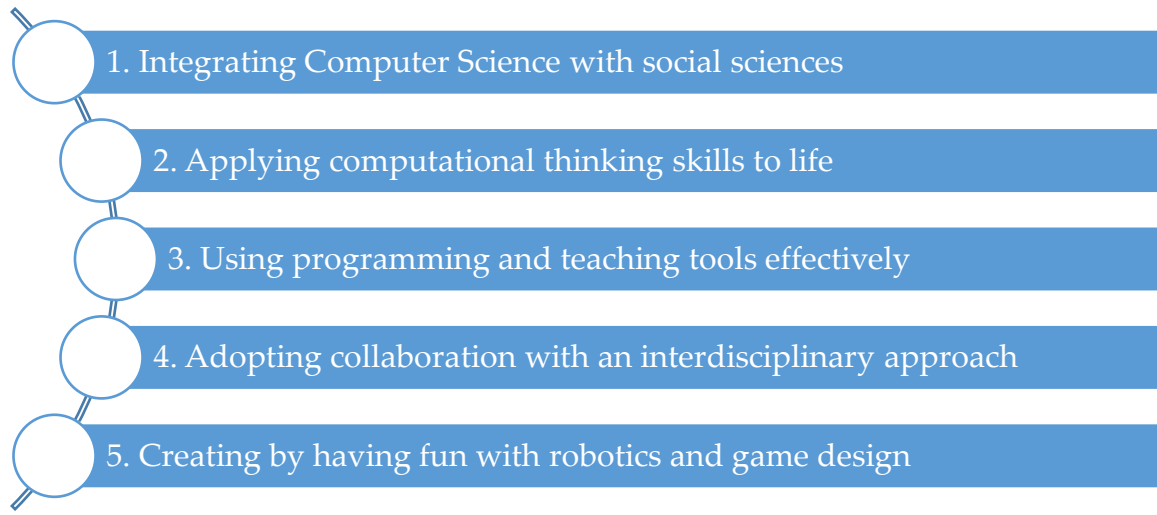 1. Integrating Computer Science with social sciences
2. Applying computational thinking skills to life
3. Using programming and teaching tools effectively
4. Adopting collaboration with an interdisciplinary approach
5. Creating by having fun with robotics and game design